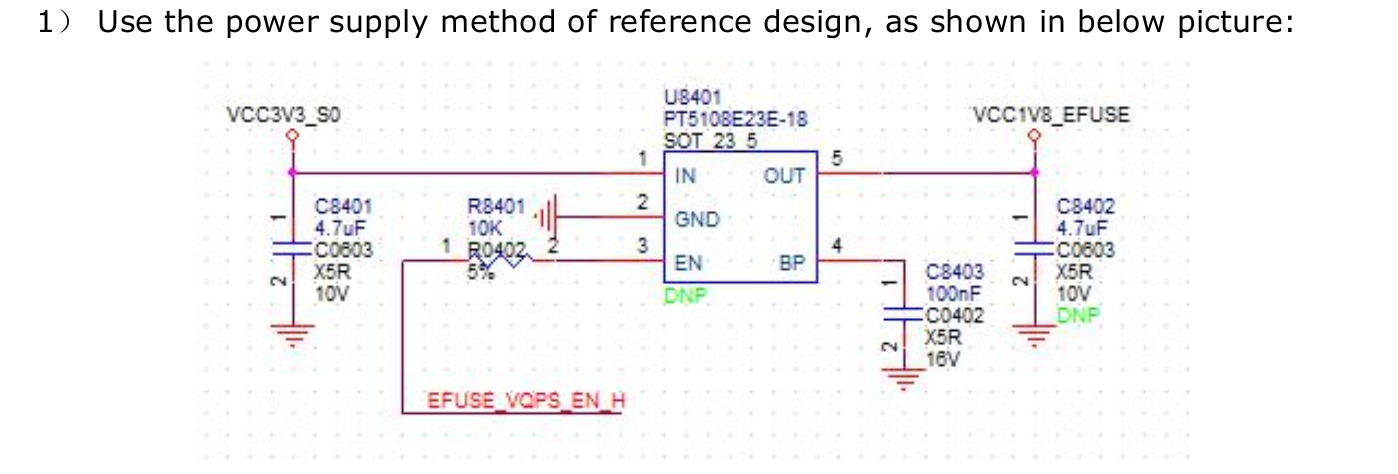 1） Use the power supply method of reference design, as shown in below picture:
VCC3V3_S0
U8401
PT5108E23E-18
SOT_23_5
VCC1V8_EFUSE
1
IN
OUT
5
2
GND
3
EN
BP
4
DNP
1
C8401
4.7uF
C0603
X5R
10V
2
R8401
10K
1 R0402 2
5%
1
C8403
100nF
C0402
X5R
16V
2
1
C8402
4.7uF
C0603
X5R
10V
DNP
2
EFUSE_VQPS_EN_H